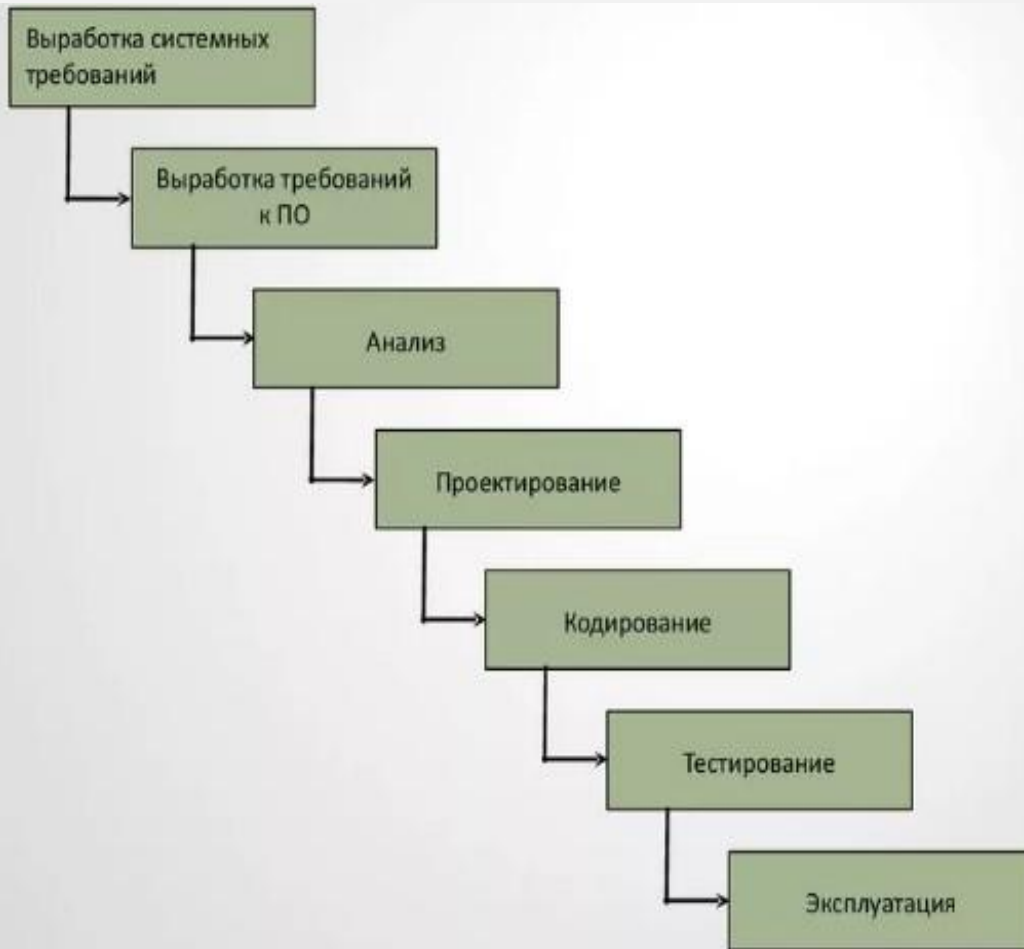 Выработка системных
требований
Выработка требований
к ПО
Анализ
Проектирование
Кодирование
Тестирование
Эксплуатация